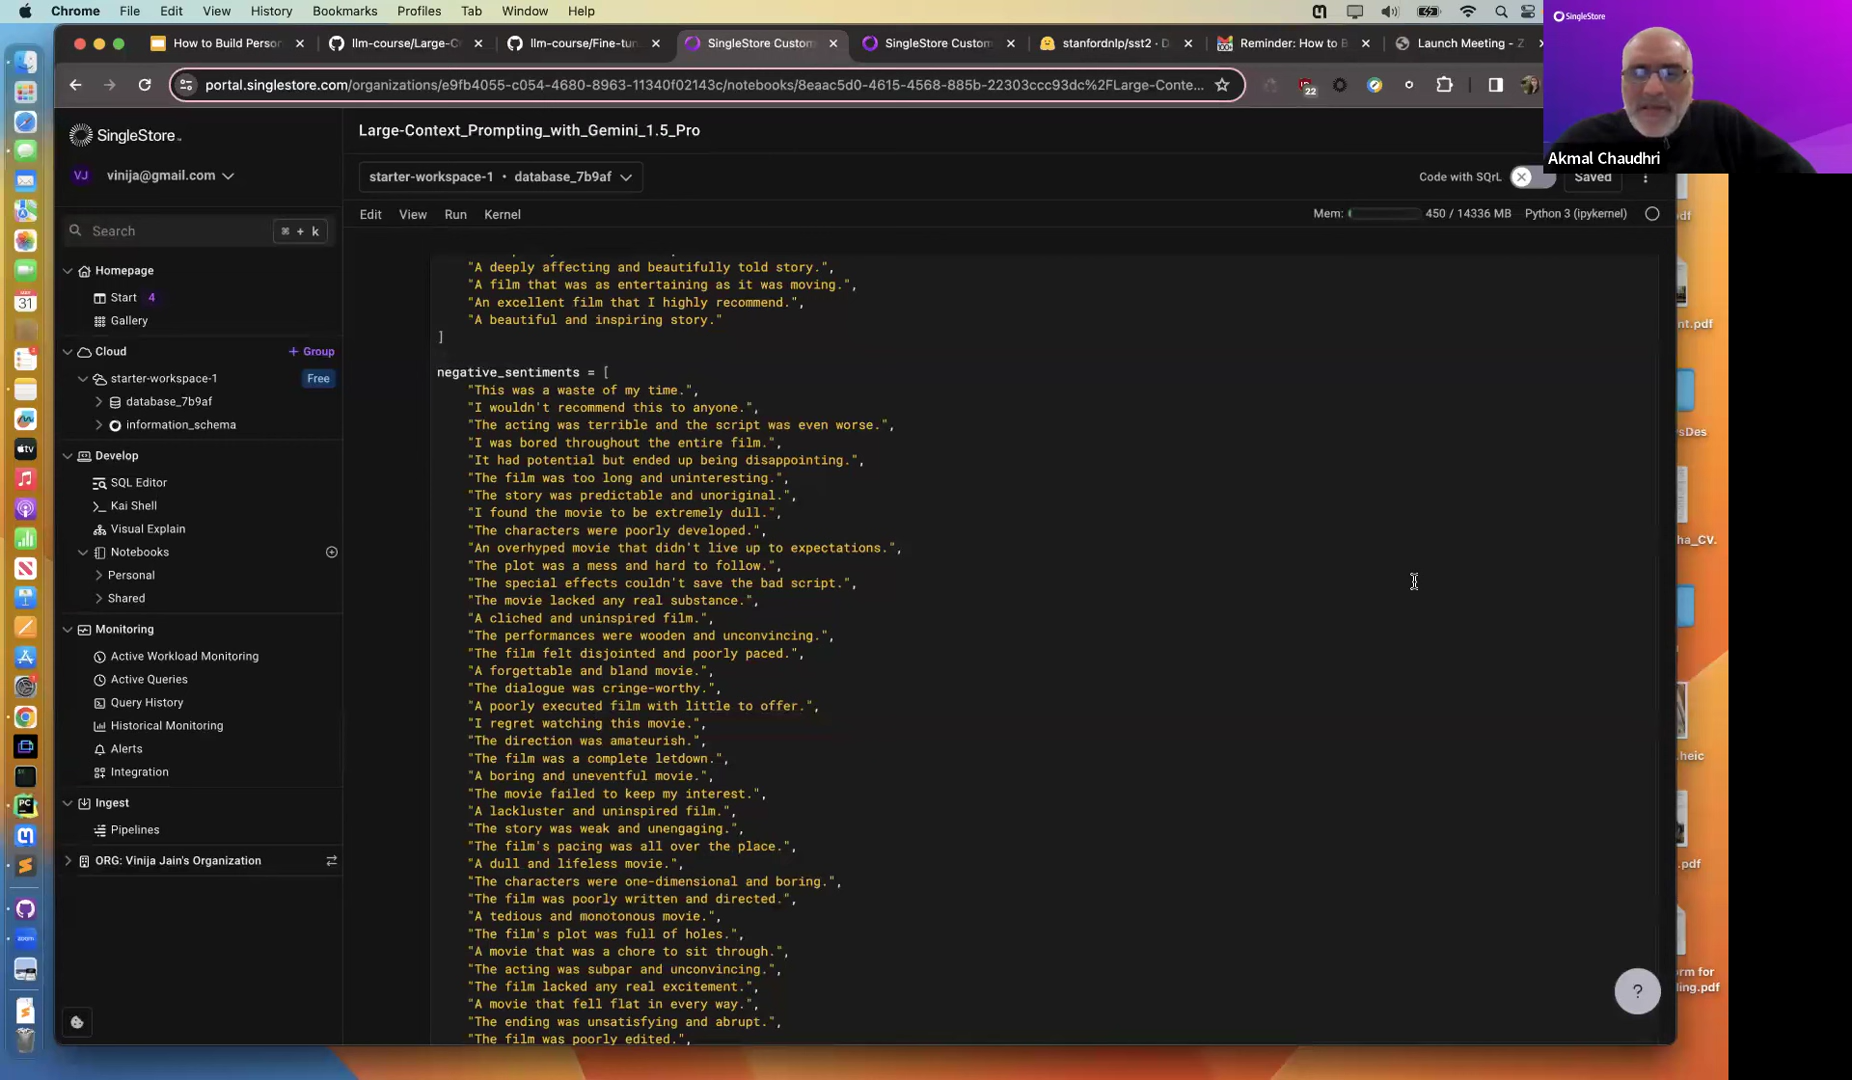 Chrome File Edit View History Bookmarks Profiles Tab Window Help
How to Build Person
llm-course/Large-C
llm-course/Fine-tun
SingleStore Custom
SingleStore Custom
stanfordnlp/sst2 · D
Reminder: How to B
Launch Meeting - Z
portal.singlestore.com/organizations/e9fb4055-c054-4680-8963-11340f02143c/notebooks/8eaac5d0-4615-4568-885b-22303ccc93dc%2FLarge-Conte...
22
SingleStore
Akmal Chaudhri
SingleStore
VJ vinija@gmail.com
Search ⌘ + k
Homepage
Start 4
Gallery
Cloud + Group
starter-workspace-1 Free
database_7b9af
information_schema
Develop
SQL Editor
Kai Shell
Visual Explain
Notebooks
Personal
Shared
Monitoring
Active Workload Monitoring
Active Queries
Query History
Historical Monitoring
Alerts
Integration
Ingest
Pipelines
ORG: Vinija Jain's Organization
Large-Context_Prompting_with_Gemini_1.5_Pro
starter-workspace-1 • database_7b9af
Code with SQrL
Saved
Edit View Run Kernel
Mem: 450 / 14336 MB Python 3 (ipykernel)
"A deeply affecting and beautifully told story.",
"A film that was as entertaining as it was moving.",
"An excellent film that I highly recommend.",
"A beautiful and inspiring story."
]
negative_sentiments = [
"This was a waste of my time.",
"I wouldn't recommend this to anyone.",
"The acting was terrible and the script was even worse.",
"I was bored throughout the entire film.",
"It had potential but ended up being disappointing.",
"The film was too long and uninteresting.",
"The story was predictable and unoriginal.",
"I found the movie to be extremely dull.",
"The characters were poorly developed.",
"An overhyped movie that didn't live up to expectations.",
"The plot was a mess and hard to follow.",
"The special effects couldn't save the bad script.",
"The movie lacked any real substance.",
"A cliched and uninspired film.",
"The performances were wooden and unconvincing.",
"The film felt disjointed and poorly paced.",
"A forgettable and bland movie.",
"The dialogue was cringe-worthy.",
"A poorly executed film with little to offer.",
"I regret watching this movie.",
"The direction was amateurish.",
"The film was a complete letdown.",
"A boring and uneventful movie.",
"The movie failed to keep my interest.",
"A lackluster and uninspired film.",
"The story was weak and unengaging.",
"The film's pacing was all over the place.",
"A dull and lifeless movie.",
"The characters were one-dimensional and boring.",
"The film was poorly written and directed.",
"A tedious and monotonous movie.",
"The film's plot was full of holes.",
"A movie that was a chore to sit through.",
"The acting was subpar and unconvincing.",
"The film lacked any real excitement.",
"A movie that fell flat in every way.",
"The ending was unsatisfying and abrupt.",
"The film was poorly edited.",
?
31
PC
zoom
pdf
nt.pdf
rsDes
ha_CV.
.heic
.pdf
rm for
ling.pdf